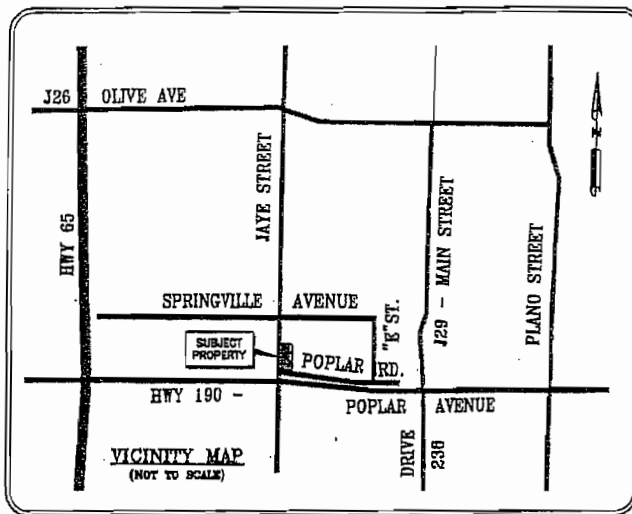 J26 OLIVE AVE
N
HWY 65
JAYE STREET
J29 - MAIN STREET
PLANO STREET
SPRINGVILLE AVENUE
"E" ST.
SUBJECT
PROPERTY
POPLAR RD.
HWY 190 -
POPLAR AVENUE
DRIVE 236
VICINITY MAP
(NOT TO SCALE)